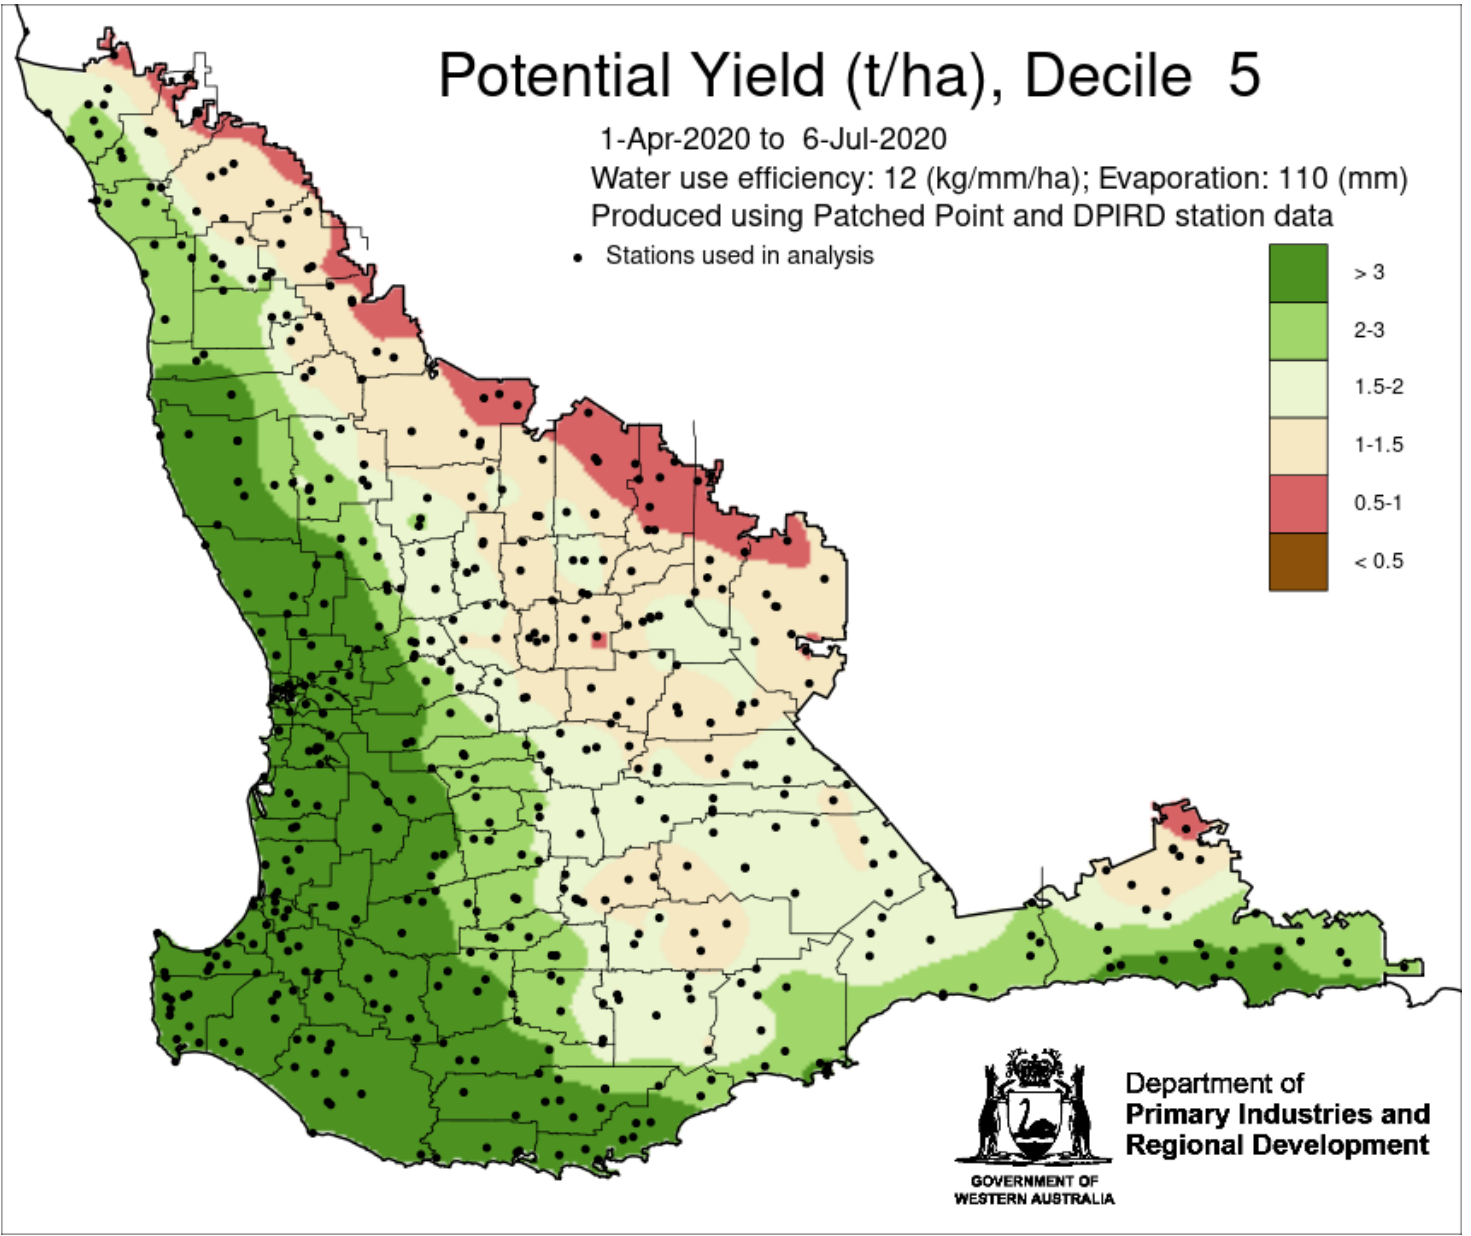 Potential Yield (t/ha), Decile 5
1-Apr-2020 to 6-Jul-2020
Water use efficiency: 12 (kg/mm/ha); Evaporation: 110 (mm)
Produced using Patched Point and DPIRD station data
Stations used in analysis
> 3
2-3
1.5-2
1-1.5
0.5-1
< 0.5
Department of
Primary Industries and
Regional Development
GOVERNMENT OF
WESTERN AUSTRALIA